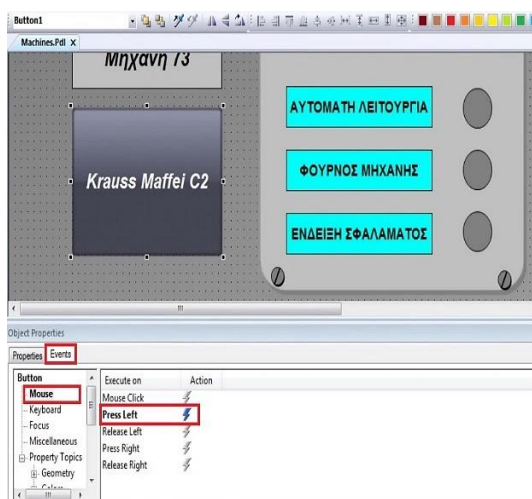 Button1
Machines.Pdl X
Μηχανή 73
ΑΥΤΟΜΑΤΗ ΛΕΙΤΟΥΡΓΙΑ
Krauss Maffei C2
ΦΟΥΡΝΟΣ ΜΗΧΑΝΗΣ
ΕΝΔΕΙΞΗ ΣΦΑΛΑΜΑΤΟΣ
Object Properties
Properties Events
Button
Execute on Action
Mouse
Mouse Click
Keyboard
Press Left
Focus
Release Left
Miscellaneous
Press Right
Property Topics
Release Right
Geometry
Colors